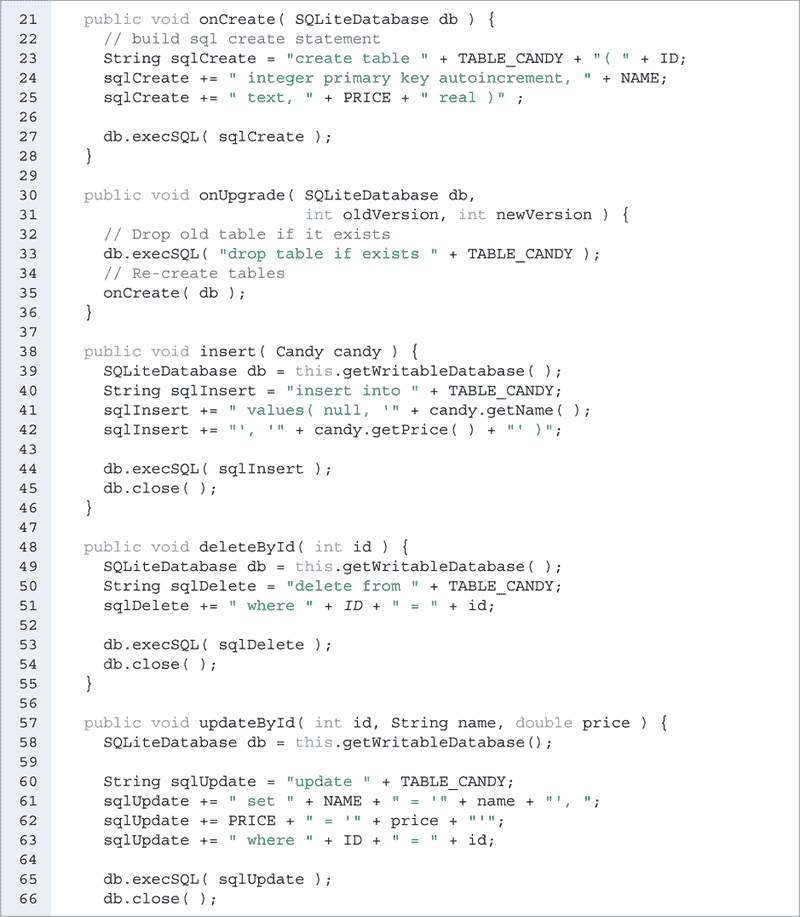 21 public void onCreate( SQLiteDatabase db ) {
22 // build sql create statement
23 String sqlCreate = "create table " + TABLE_CANDY + "( " + ID;
24 sqlCreate += " integer primary key autoincrement, " + NAME;
25 sqlCreate += " text, " + PRICE + " real )" ;
26
27 db.execSQL( sqlCreate );
28 }
29
30 public void onUpgrade( SQLiteDatabase db,
31 int oldVersion, int newVersion ) {
32 // Drop old table if it exists
33 db.execSQL( "drop table if exists " + TABLE_CANDY );
34 // Re-create tables
35 onCreate( db );
36 }
37
38 public void insert( Candy candy ) {
39 SQLiteDatabase db = this.getWritableDatabase( );
40 String sqlInsert = "insert into " + TABLE_CANDY;
41 sqlInsert += " values( null, '" + candy.getName( );
42 sqlInsert += "', '" + candy.getPrice( ) + "' )";
43
44 db.execSQL( sqlInsert );
45 db.close( );
46 }
47
48 public void deleteById( int id ) {
49 SQLiteDatabase db = this.getWritableDatabase( );
50 String sqlDelete = "delete from " + TABLE_CANDY;
51 sqlDelete += " where " + ID + " = " + id;
52
53 db.execSQL( sqlDelete );
54 db.close( );
55 }
56
57 public void updateById( int id, String name, double price ) {
58 SQLiteDatabase db = this.getWritableDatabase();
59
60 String sqlUpdate = "update " + TABLE_CANDY;
61 sqlUpdate += " set " + NAME + " = '" + name + "', ";
62 sqlUpdate += PRICE + " = '" + price + "'";
63 sqlUpdate += " where " + ID + " = " + id;
64
65 db.execSQL( sqlUpdate );
66 db.close( );